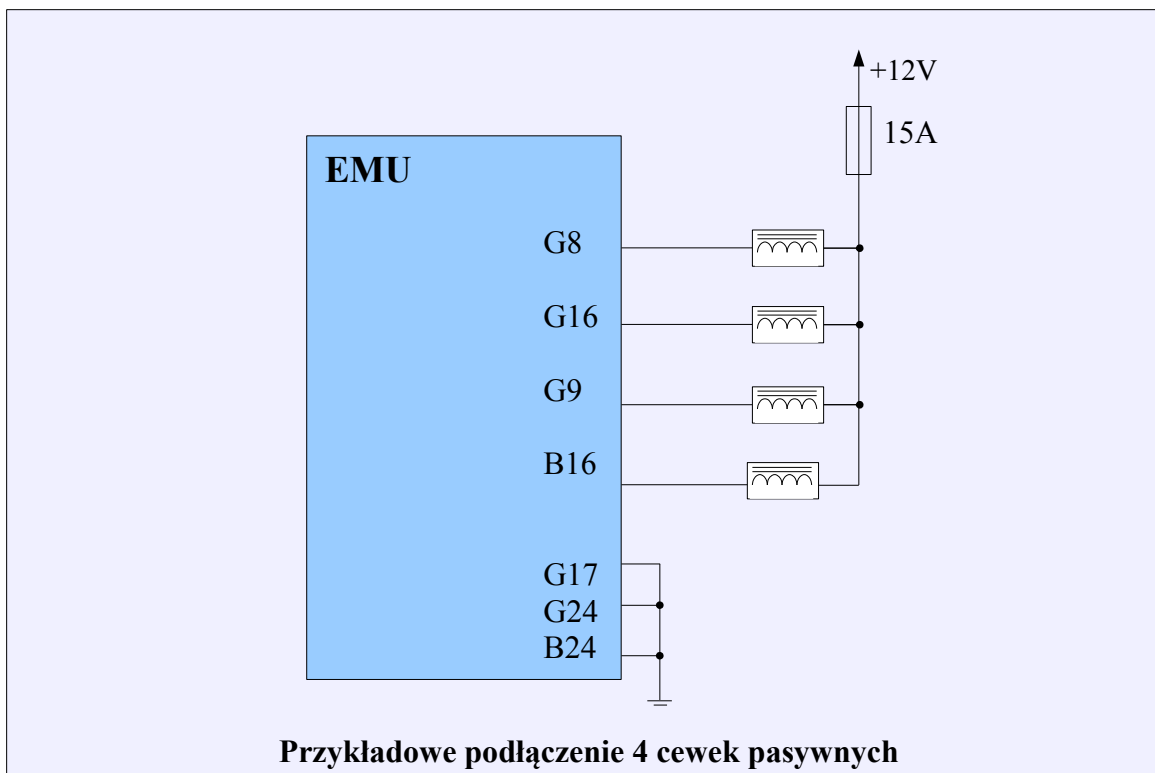 +12V
15A
EMU
G8
G16
G9
B16
G17
G24
B24
Przykładowe podłączenie 4 cewek pasywnych